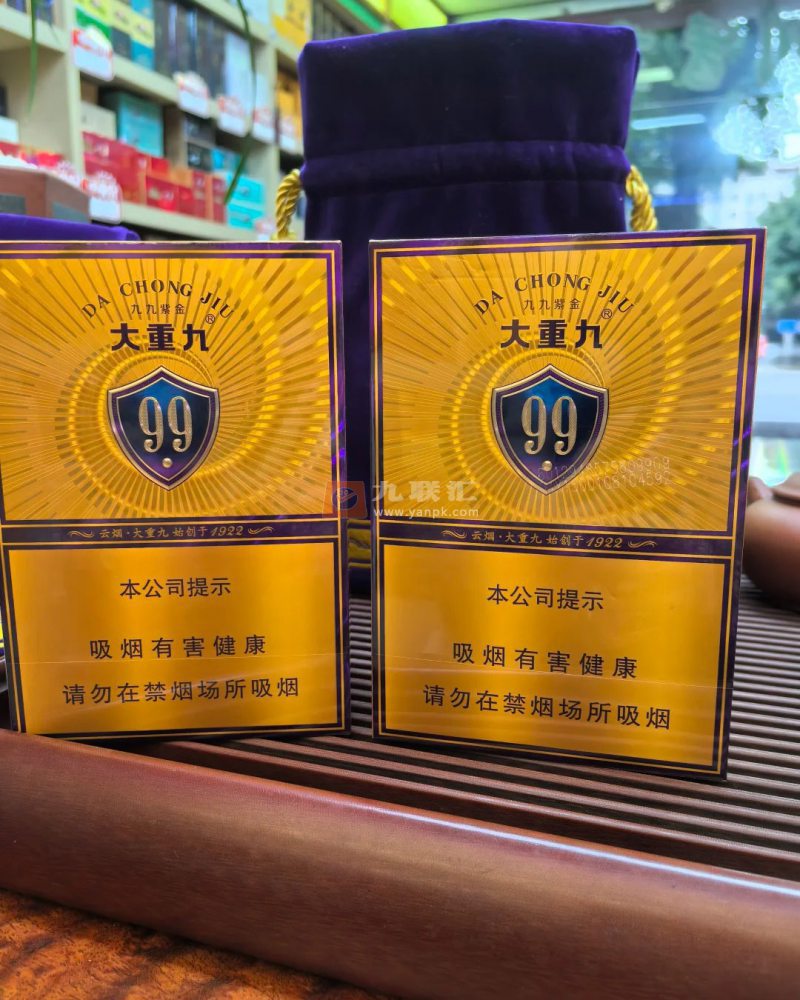 DA CHONG JIU
九九紫金
大重九®
99
云烟·大重九 始创于1922
本公司提示
吸烟有害健康
请勿在禁烟场所吸烟
DA CHONG JIU
九九紫金
大重九®
99
云烟·大重九 始创于1922
本公司提示
吸烟有害健康
请勿在禁烟场所吸烟
九联汇
www.yanpk.com